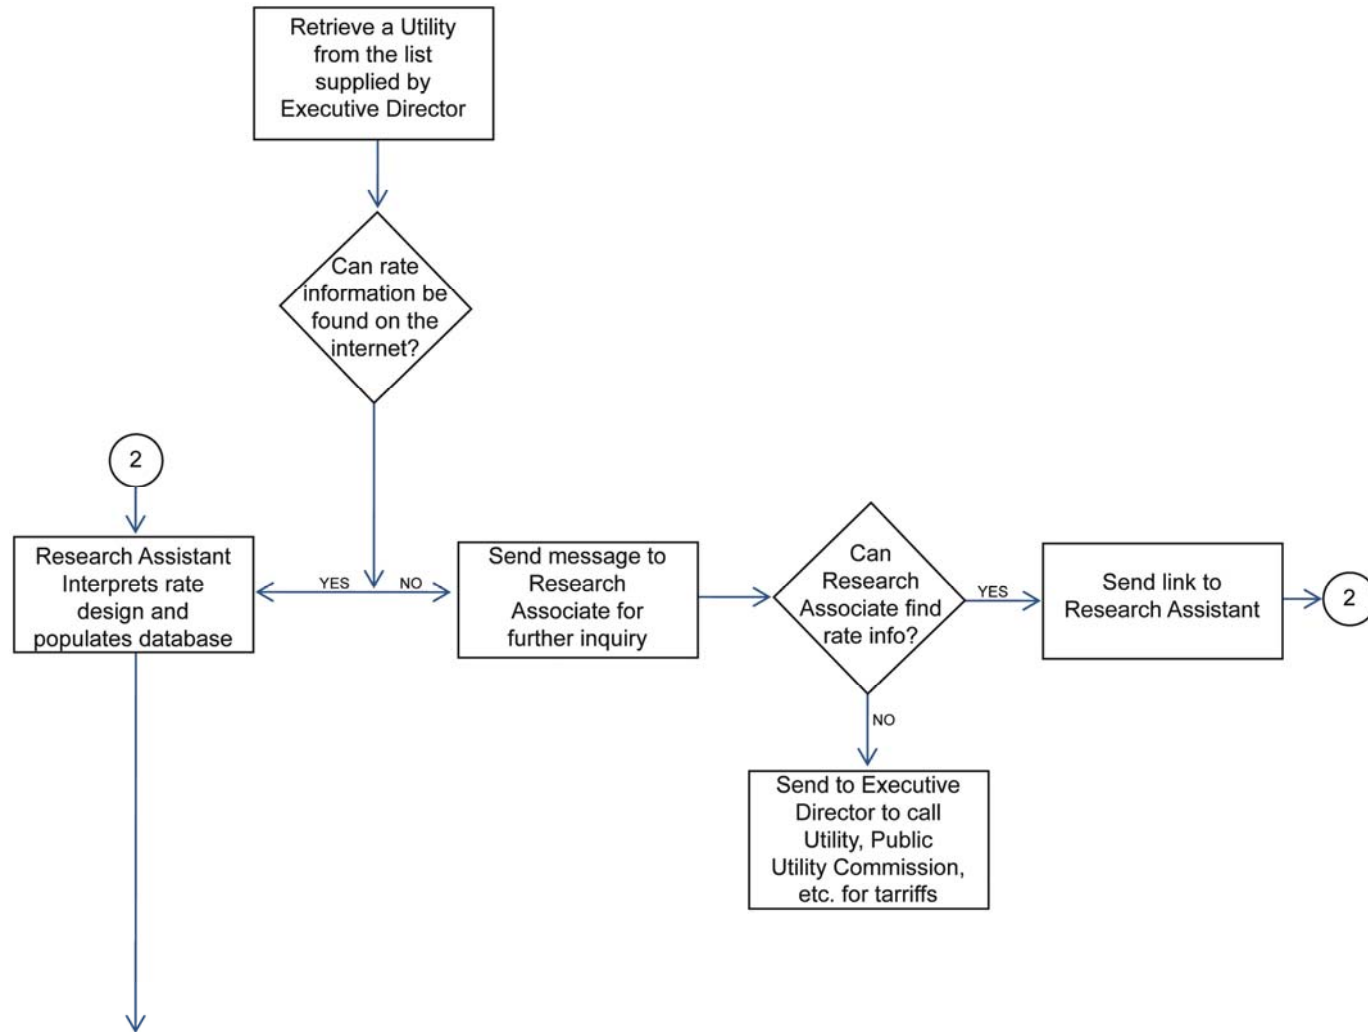 Retrieve a Utility
from the list
supplied by
Executive Director
Can rate
information be
found on the
internet?
2
Research Assistant
Interprets rate
design and
populates database
YES
NO
Send message to
Research
Associate for
further inquiry
Can
Research
Associate find
rate info?
YES
Send link to
Research Assistant
2
NO
Send to Executive
Director to call
Utility, Public
Utility Commission,
etc. for tarriffs